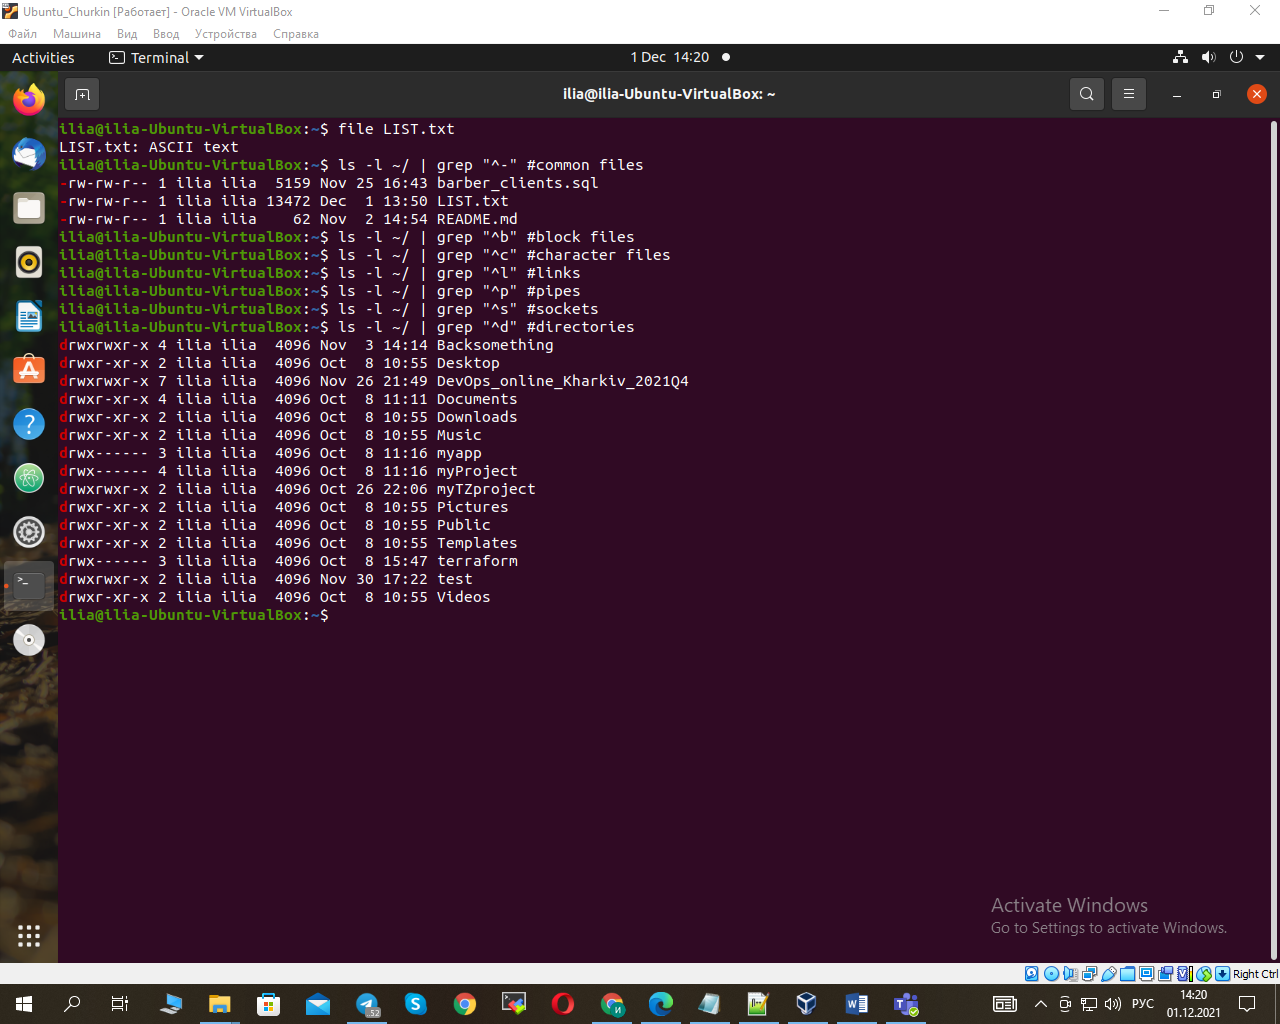 Ubuntu_Churkin [Работает] - Oracle VM VirtualBox
Файл Машина Вид Ввод Устройства Справка
Activities Terminal 1 Dec 14:20
ilia@ilia-Ubuntu-VirtualBox: ~
ilia@ilia-Ubuntu-VirtualBox:~$ file LIST.txt
LIST.txt: ASCII text
ilia@ilia-Ubuntu-VirtualBox:~$ ls -l ~/ | grep "^-" #common files
-rw-rw-r-- 1 ilia ilia  5159 Nov 25 16:43 barber_clients.sql
-rw-rw-r-- 1 ilia ilia 13472 Dec  1 13:50 LIST.txt
-rw-rw-r-- 1 ilia ilia    62 Nov  2 14:54 README.md
ilia@ilia-Ubuntu-VirtualBox:~$ ls -l ~/ | grep "^b" #block files
ilia@ilia-Ubuntu-VirtualBox:~$ ls -l ~/ | grep "^c" #character files
ilia@ilia-Ubuntu-VirtualBox:~$ ls -l ~/ | grep "^l" #links
ilia@ilia-Ubuntu-VirtualBox:~$ ls -l ~/ | grep "^p" #pipes
ilia@ilia-Ubuntu-VirtualBox:~$ ls -l ~/ | grep "^s" #sockets
ilia@ilia-Ubuntu-VirtualBox:~$ ls -l ~/ | grep "^d" #directories
drwxrwxr-x 4 ilia ilia  4096 Nov  3 14:14 Backsomething
drwxr-xr-x 2 ilia ilia  4096 Oct  8 10:55 Desktop
drwxrwxr-x 7 ilia ilia  4096 Nov 26 21:49 DevOps_online_Kharkiv_2021Q4
drwxr-xr-x 4 ilia ilia  4096 Oct  8 11:11 Documents
drwxr-xr-x 2 ilia ilia  4096 Oct  8 10:55 Downloads
drwxr-xr-x 2 ilia ilia  4096 Oct  8 10:55 Music
drwx------ 3 ilia ilia  4096 Oct  8 11:16 myapp
drwx------ 4 ilia ilia  4096 Oct  8 11:16 myProject
drwxrwxr-x 2 ilia ilia  4096 Oct 26 22:06 myTZproject
drwxr-xr-x 2 ilia ilia  4096 Oct  8 10:55 Pictures
drwxr-xr-x 2 ilia ilia  4096 Oct  8 10:55 Public
drwxr-xr-x 2 ilia ilia  4096 Oct  8 10:55 Templates
drwx------ 3 ilia ilia  4096 Oct  8 15:47 terraform
drwxrwxr-x 2 ilia ilia  4096 Nov 30 17:22 test
drwxr-xr-x 2 ilia ilia  4096 Oct  8 10:55 Videos
ilia@ilia-Ubuntu-VirtualBox:~$
Activate Windows
Go to Settings to activate Windows.
Right Ctrl
РУС 14:20
01.12.2021